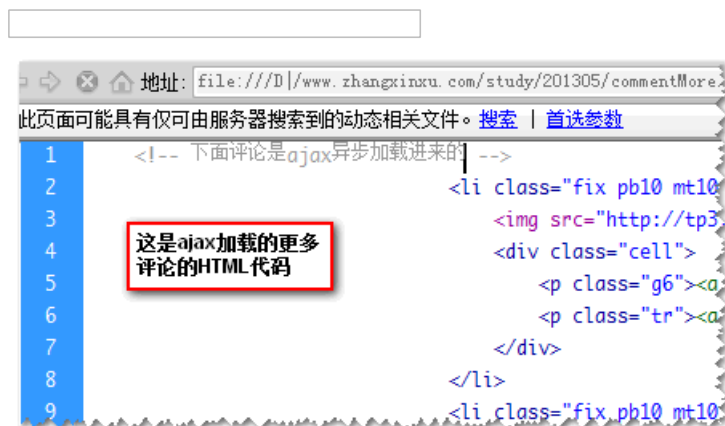 地址: file:///D|/www.zhangxinxu.com/study/201305/commentMore.
此页面可能具有仅可由服务器搜索到的动态相关文件。搜索 | 首选参数
1 <!-- 下面评论是ajax异步加载进来的 -->
2 <li class="fix pb10 mt10
3 <img src="http://tp3.
这是ajax加载的更多
4 <div class="cell">
评论的HTML代码
5 <p class="g6"><a
6 <p class="tr"><a
7 </div>
8 </li>
9 <li class="fix pb10 mt10